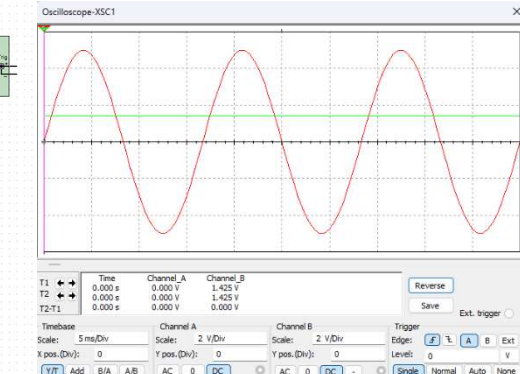 Oscilloscope-XSC1
Time Channel_A Channel_B
T1 0.000 s 0.000 V 1.425 V
T2 0.000 s 0.000 V 1.425 V
T2-T1 0.000 s 0.000 V 0.000 V
Reverse
Save
Ext. trigger
Timebase Channel A Channel B Trigger
Scale: 5 ms/Div Scale: 2 V/Div Scale: 2 V/Div Edge: A B Ext
X pos.(Div): 0 Y pos.(Div): 0 Y pos.(Div): 0 Level: 0 V
Y/T Add B/A A/B AC 0 DC AC 0 DC - Single Normal Auto None